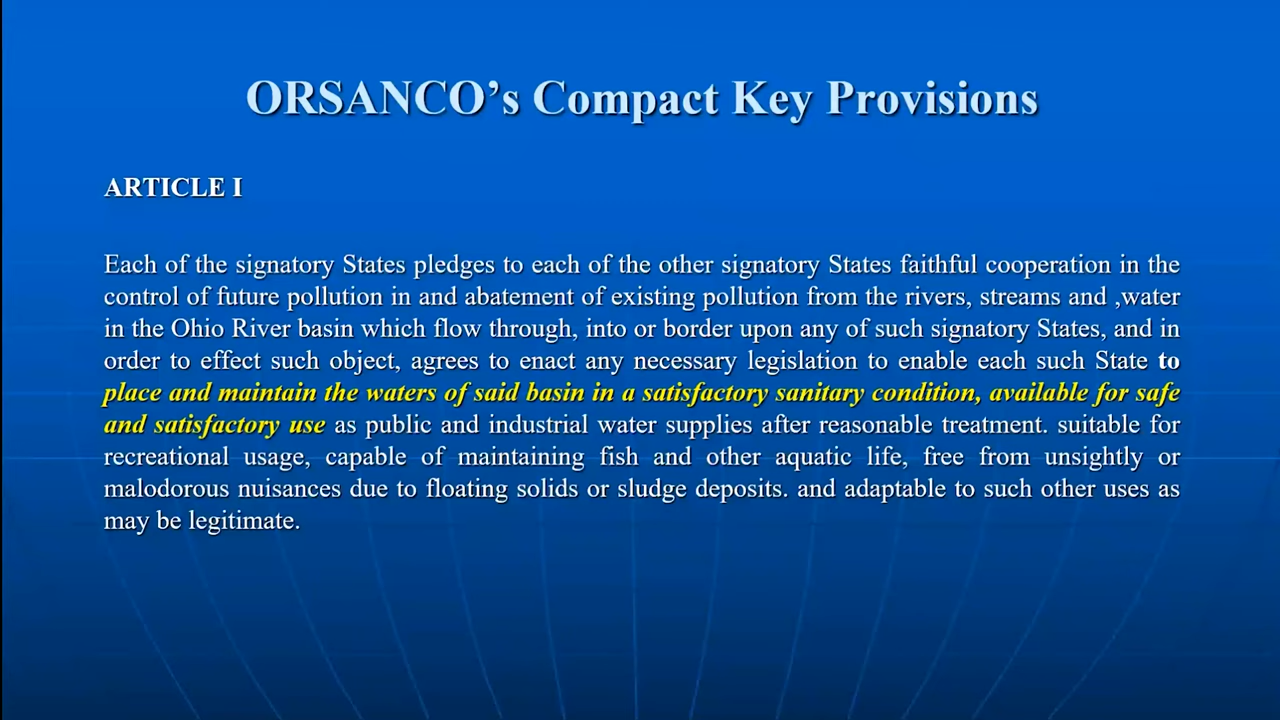 ORSANCO’s Compact Key Provisions
ARTICLE I
Each of the signatory States pledges to each of the other signatory States faithful cooperation in the
control of future pollution in and abatement of existing pollution from the rivers, streams and ,water
in the Ohio River basin which flow through, into or border upon any of such signatory States, and in
order to effect such object, agrees to enact any necessary legislation to enable each such State to
place and maintain the waters of said basin in a satisfactory sanitary condition, available for safe
and satisfactory use as public and industrial water supplies after reasonable treatment. suitable for
recreational usage, capable of maintaining fish and other aquatic life, free from unsightly or
malodorous nuisances due to floating solids or sludge deposits. and adaptable to such other uses as
may be legitimate.